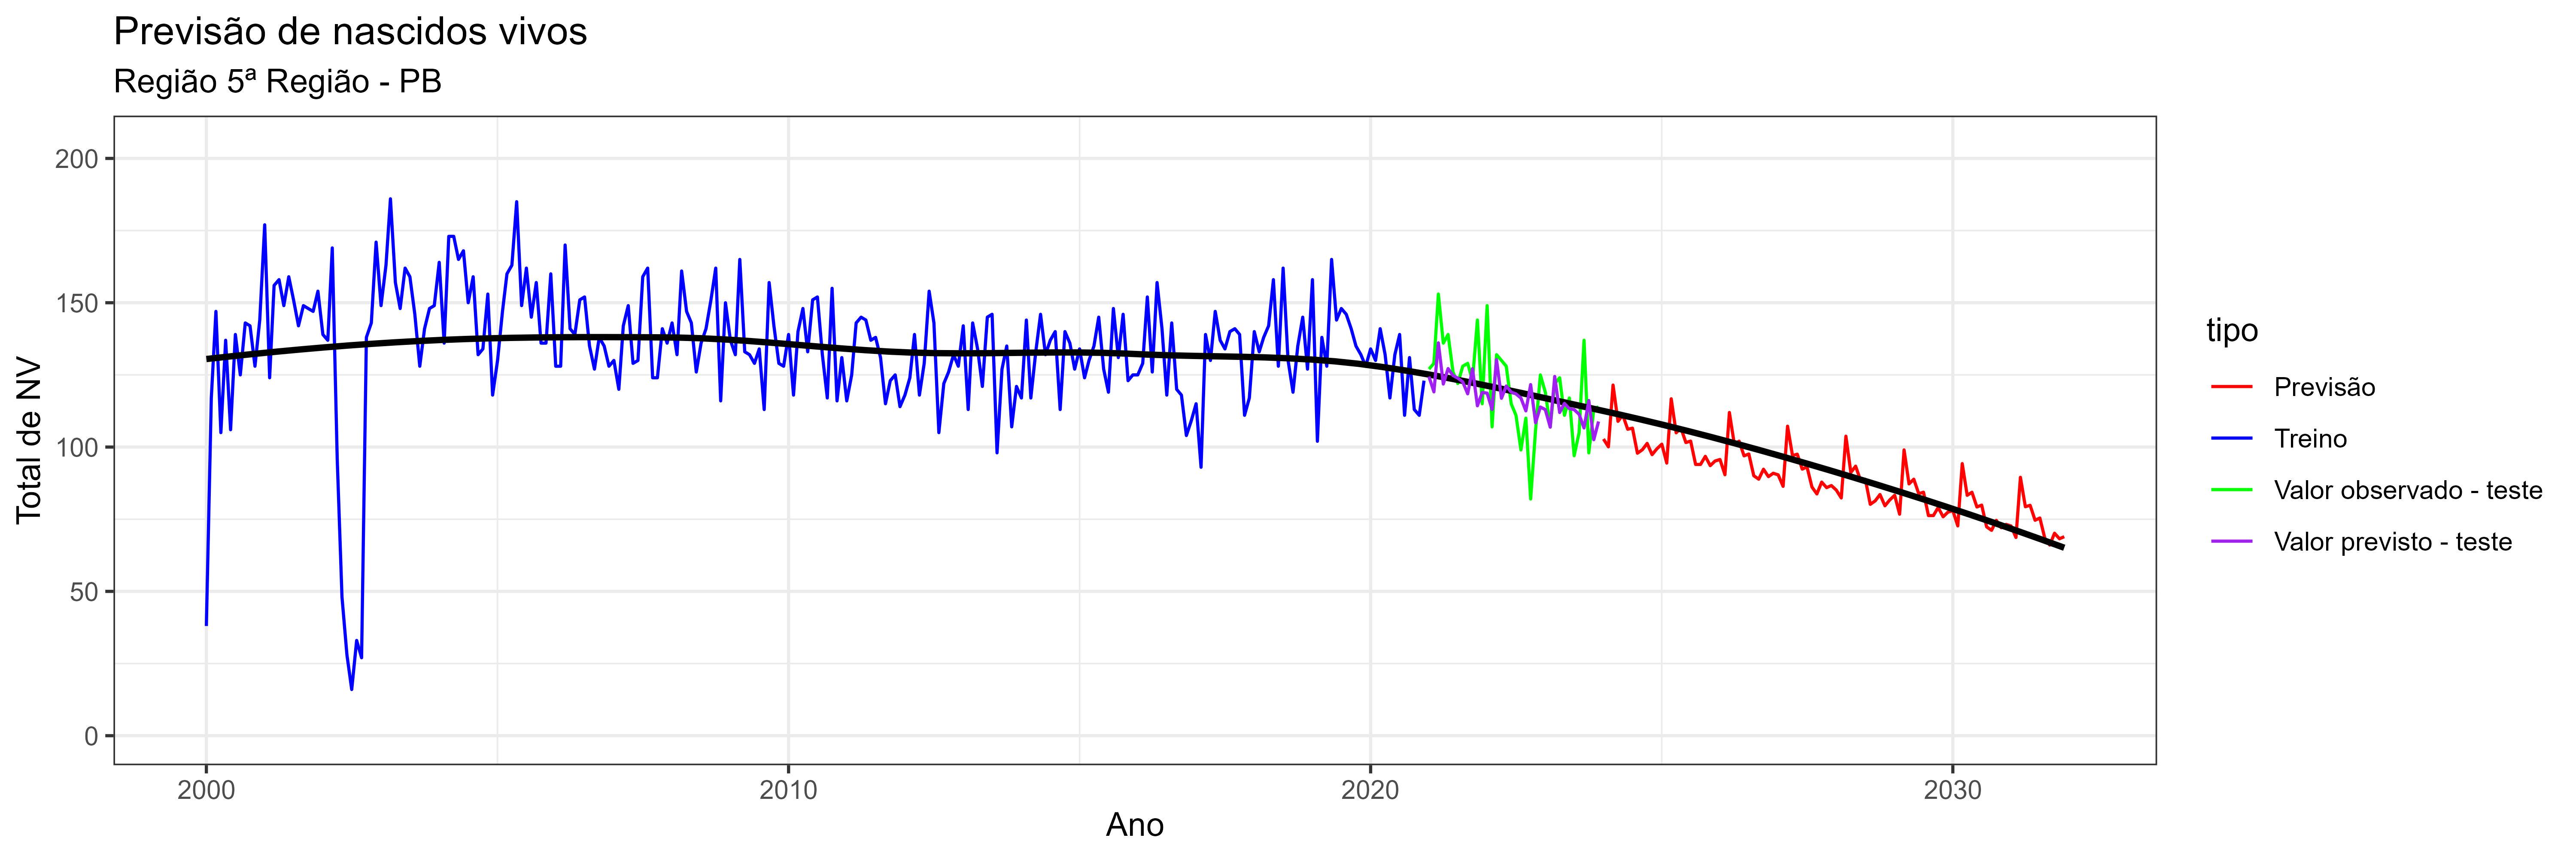 Previsão de nascidos vivos
Região 5ª Região - PB
Total de NV
200
150
100
50
0
2000
2010
2020
2030
Ano
tipo
Previsão
Treino
Valor observado - teste
Valor previsto - teste